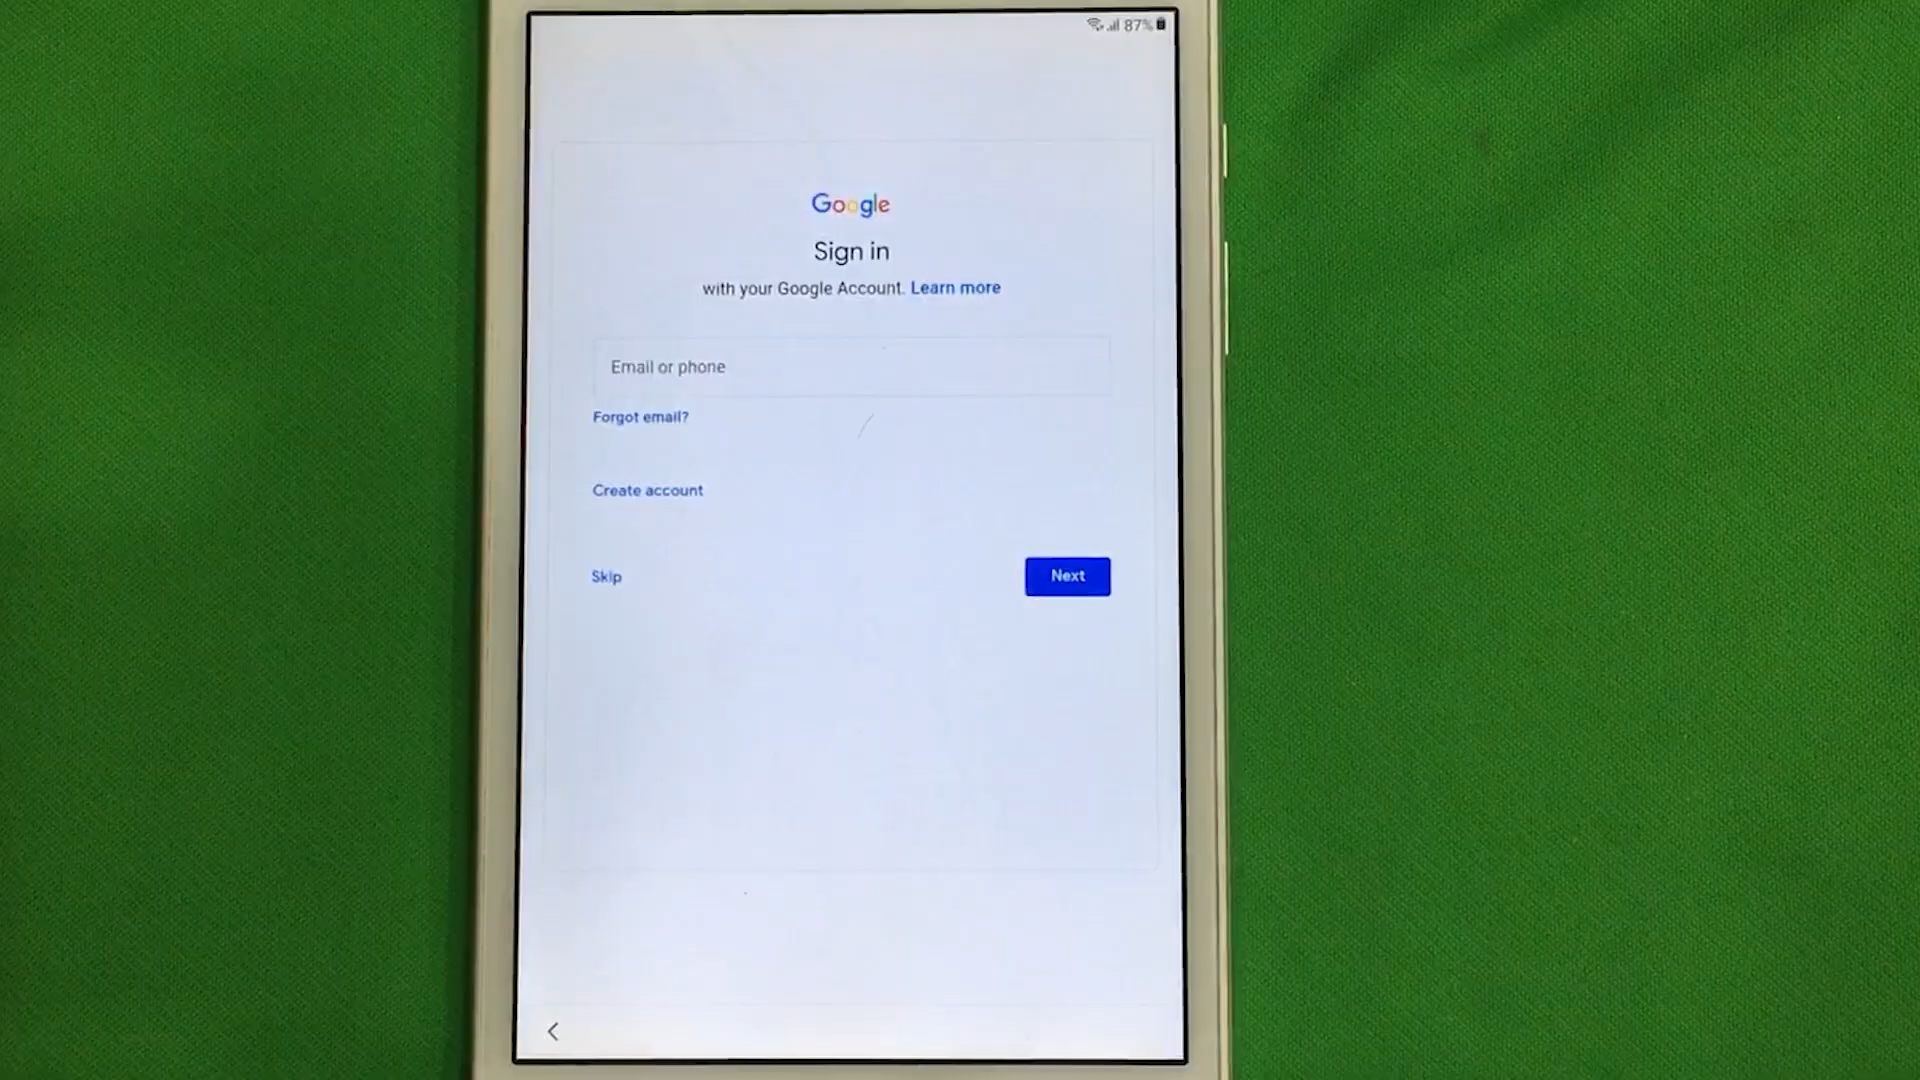 87%
Google
Sign in
with your Google Account. Learn more
Email or phone
Forgot email?
Create account
Skip
Next